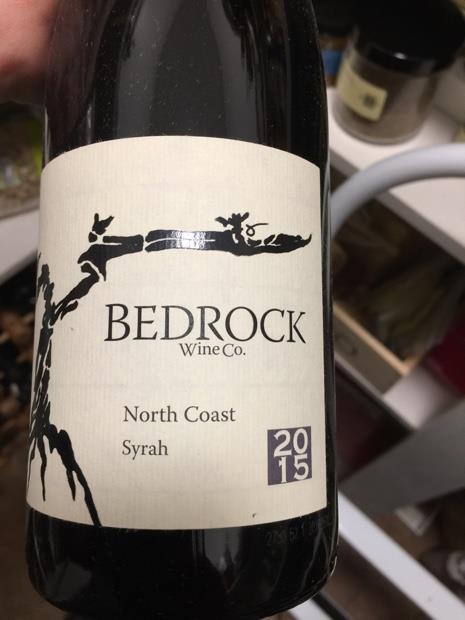 BEDROCK
Wine Co.
North Coast
Syrah
20
15